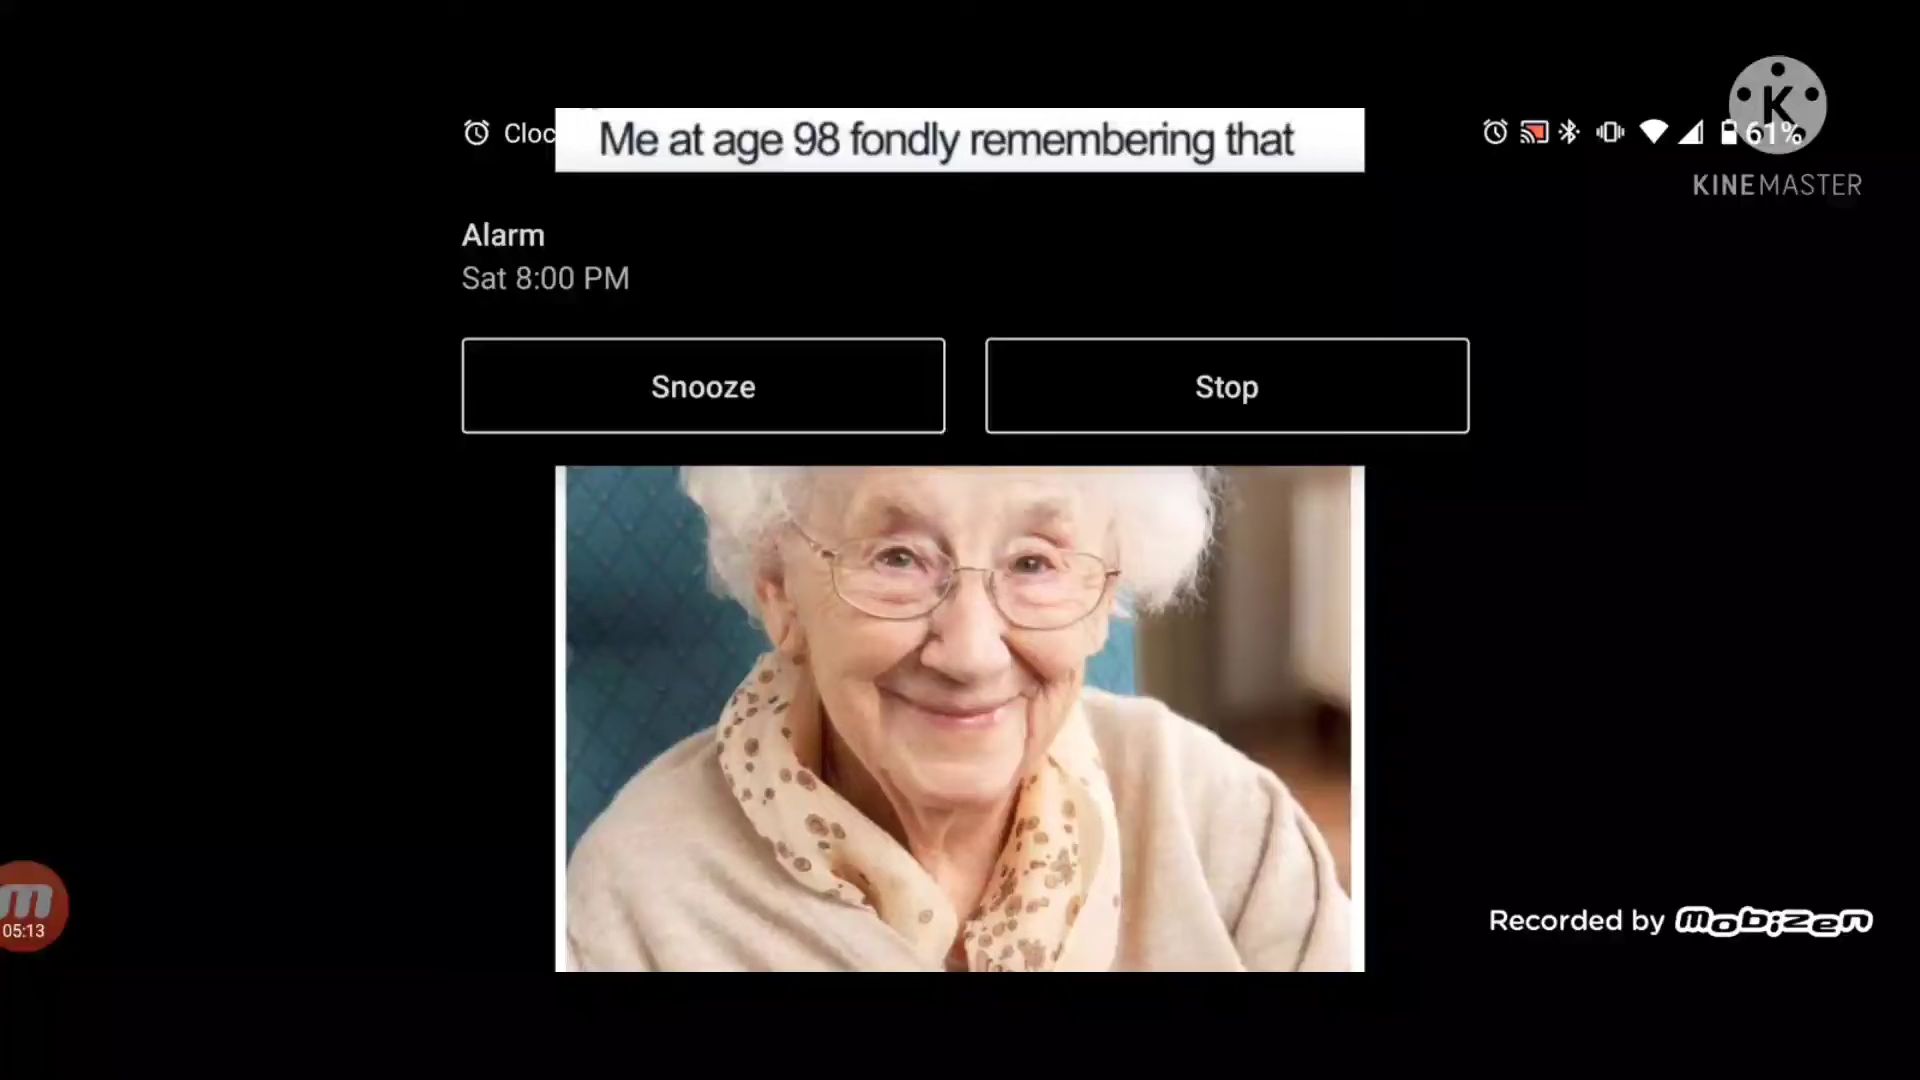 Cloc
Me at age 98 fondly remembering that
61%
KINEMASTER
Alarm
Sat 8:00 PM
Snooze
Stop
05:13
Recorded by mobizen